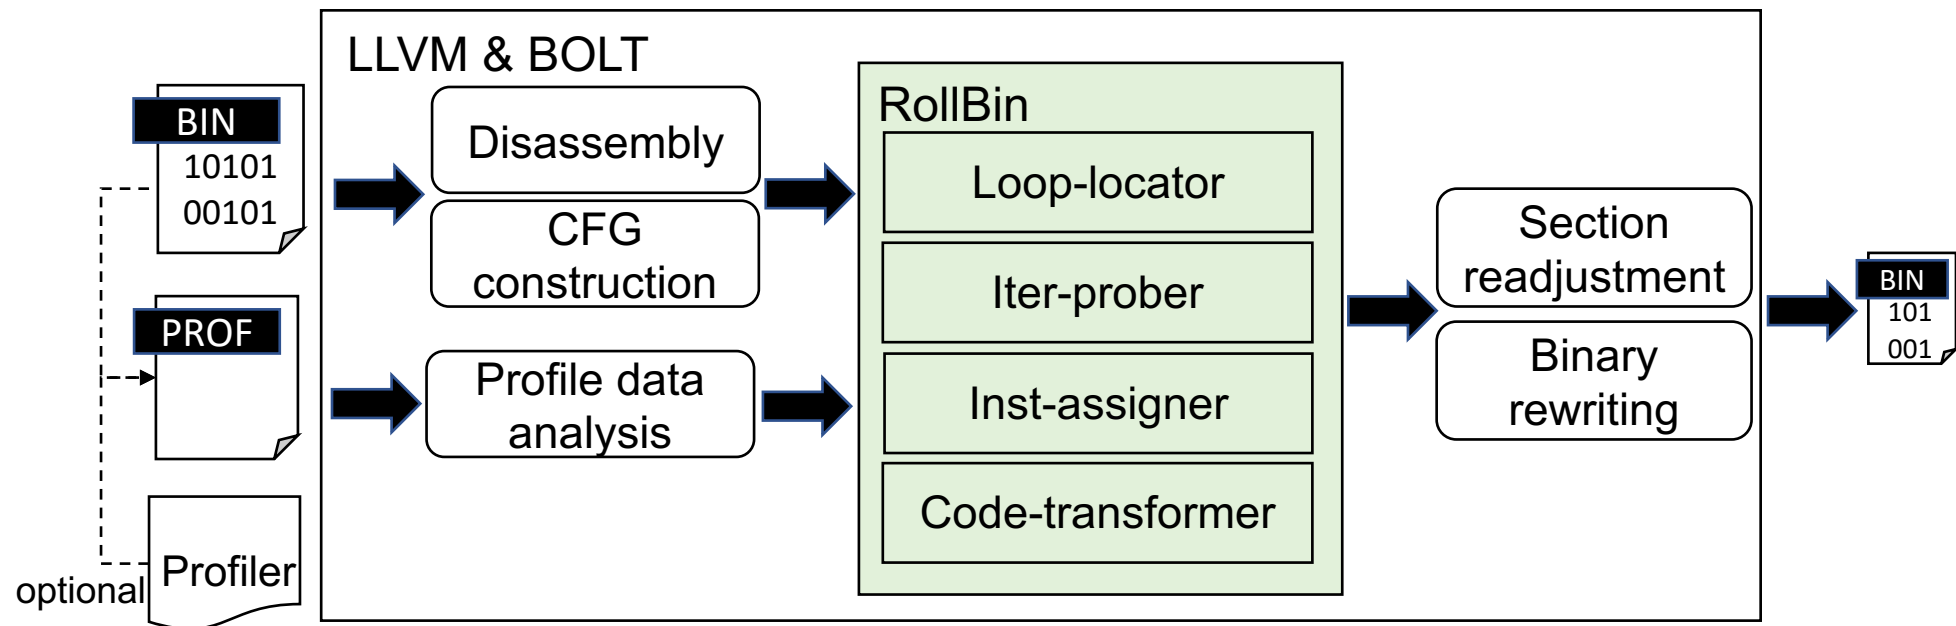 LLVM & BOLT
BIN
10101
00101
PROF
Profiler
optional
Disassembly
CFG
construction
Profile data
analysis
RollBin
Loop-locator
Iter-prober
Inst-assigner
Code-transformer
Section
readjustment
Binary
rewriting
BIN
101
001